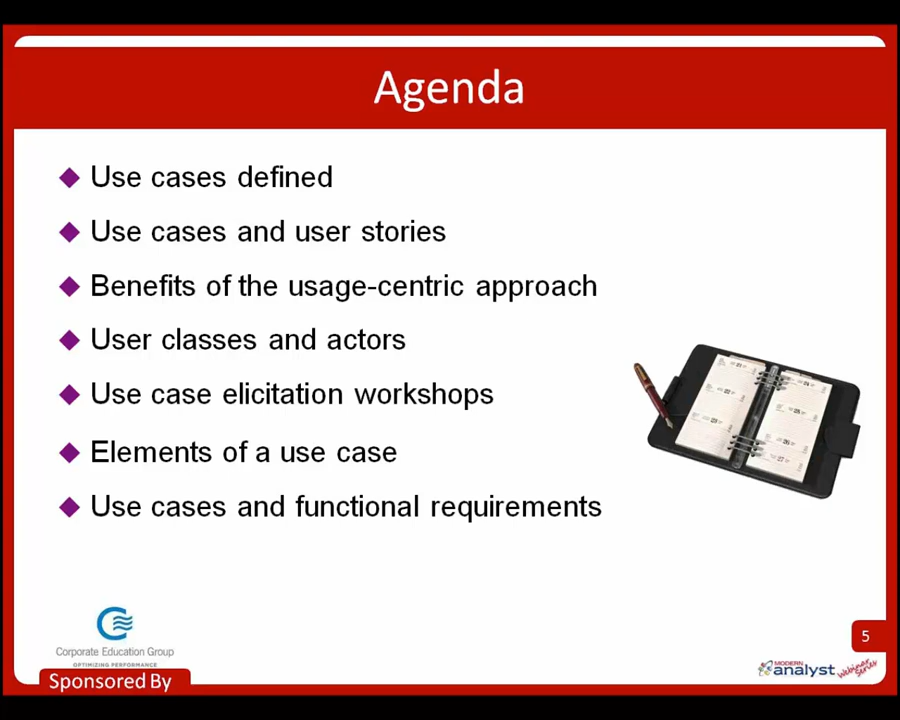 Agenda
Use cases defined
Use cases and user stories
Benefits of the usage-centric approach
User classes and actors
Use case elicitation workshops
Elements of a use case
Use cases and functional requirements
Corporate Education Group
OPTIMIZING PERFORMANCE
Sponsored By
5
MODERN
analyst
Webinar
Series